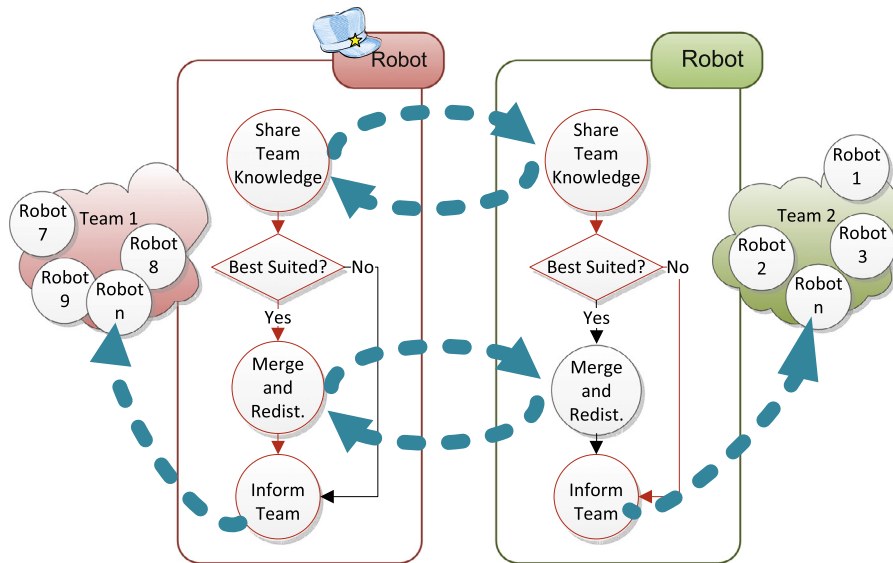 Robot
Share
Team
Knowledge
Best Suited?
No
Yes
Merge
and
Redist.
Inform
Team
Team 1
Robot
7
Robot
8
Robot
9
Robot
n
Robot
Share
Team
Knowledge
Best Suited?
No
Yes
Merge
and
Redist.
Inform
Team
Robot
1
Team 2
Robot
2
Robot
3
Robot
n